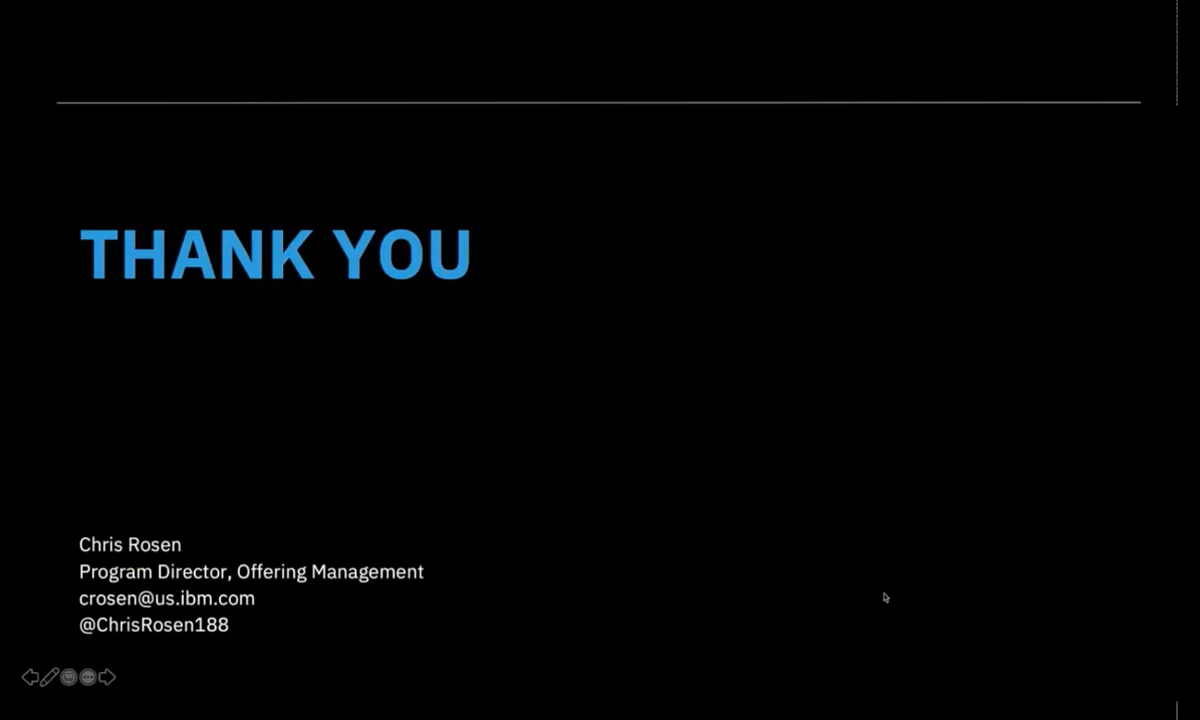 THANK YOU
Chris Rosen
Program Director, Offering Management
crosen@us.ibm.com
@ChrisRosen188